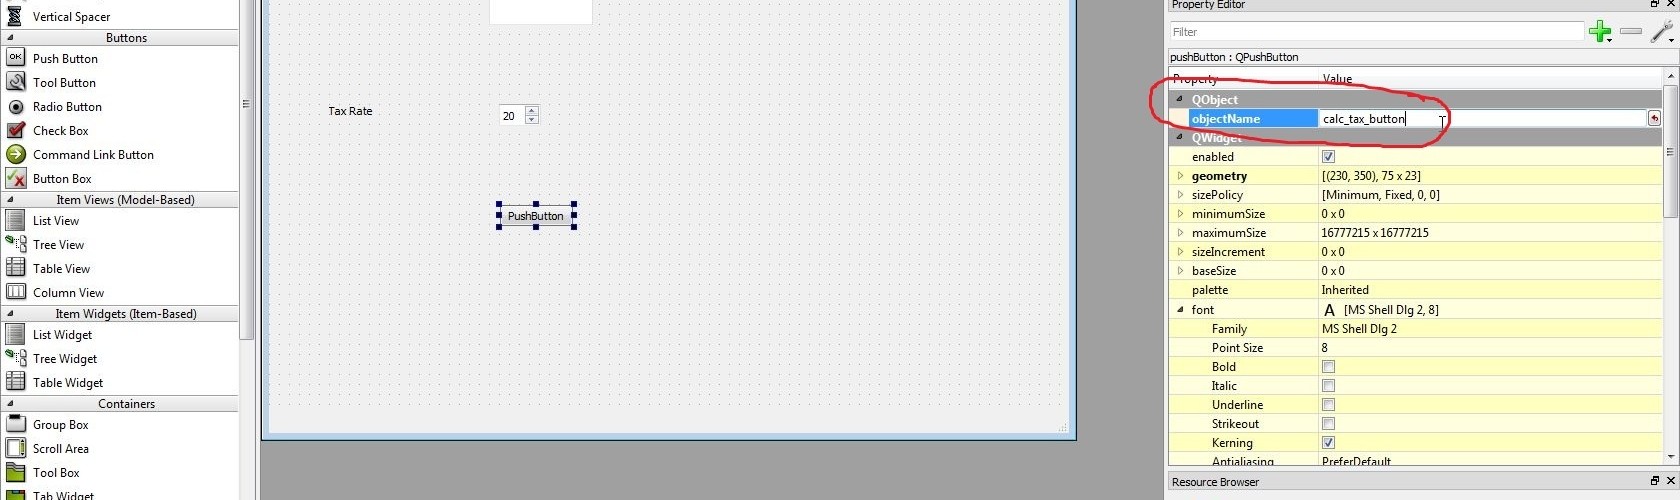 Vertical Spacer
Buttons
OK Push Button
Tool Button
Radio Button
Check Box
Command Link Button
Button Box
Item Views (Model-Based)
List View
Tree View
Table View
Column View
Item Widgets (Item-Based)
List Widget
Tree Widget
Table Widget
Containers
Group Box
Scroll Area
Tool Box
Tab Widget
Tax Rate 20
PushButton
Property Editor
Filter
pushButton : QPushButton
Property Value
QObject
objectName calc_tax_button
QWidget
enabled
geometry [(230, 350), 75 x 23]
sizePolicy [Minimum, Fixed, 0, 0]
minimumSize 0 x 0
maximumSize 16777215 x 16777215
sizeIncrement 0 x 0
baseSize 0 x 0
palette Inherited
font A [MS Shell Dlg 2, 8]
Family MS Shell Dlg 2
Point Size 8
Bold
Italic
Underline
Strikeout
Kerning
Antialiasing PreferDefault
Resource Browser